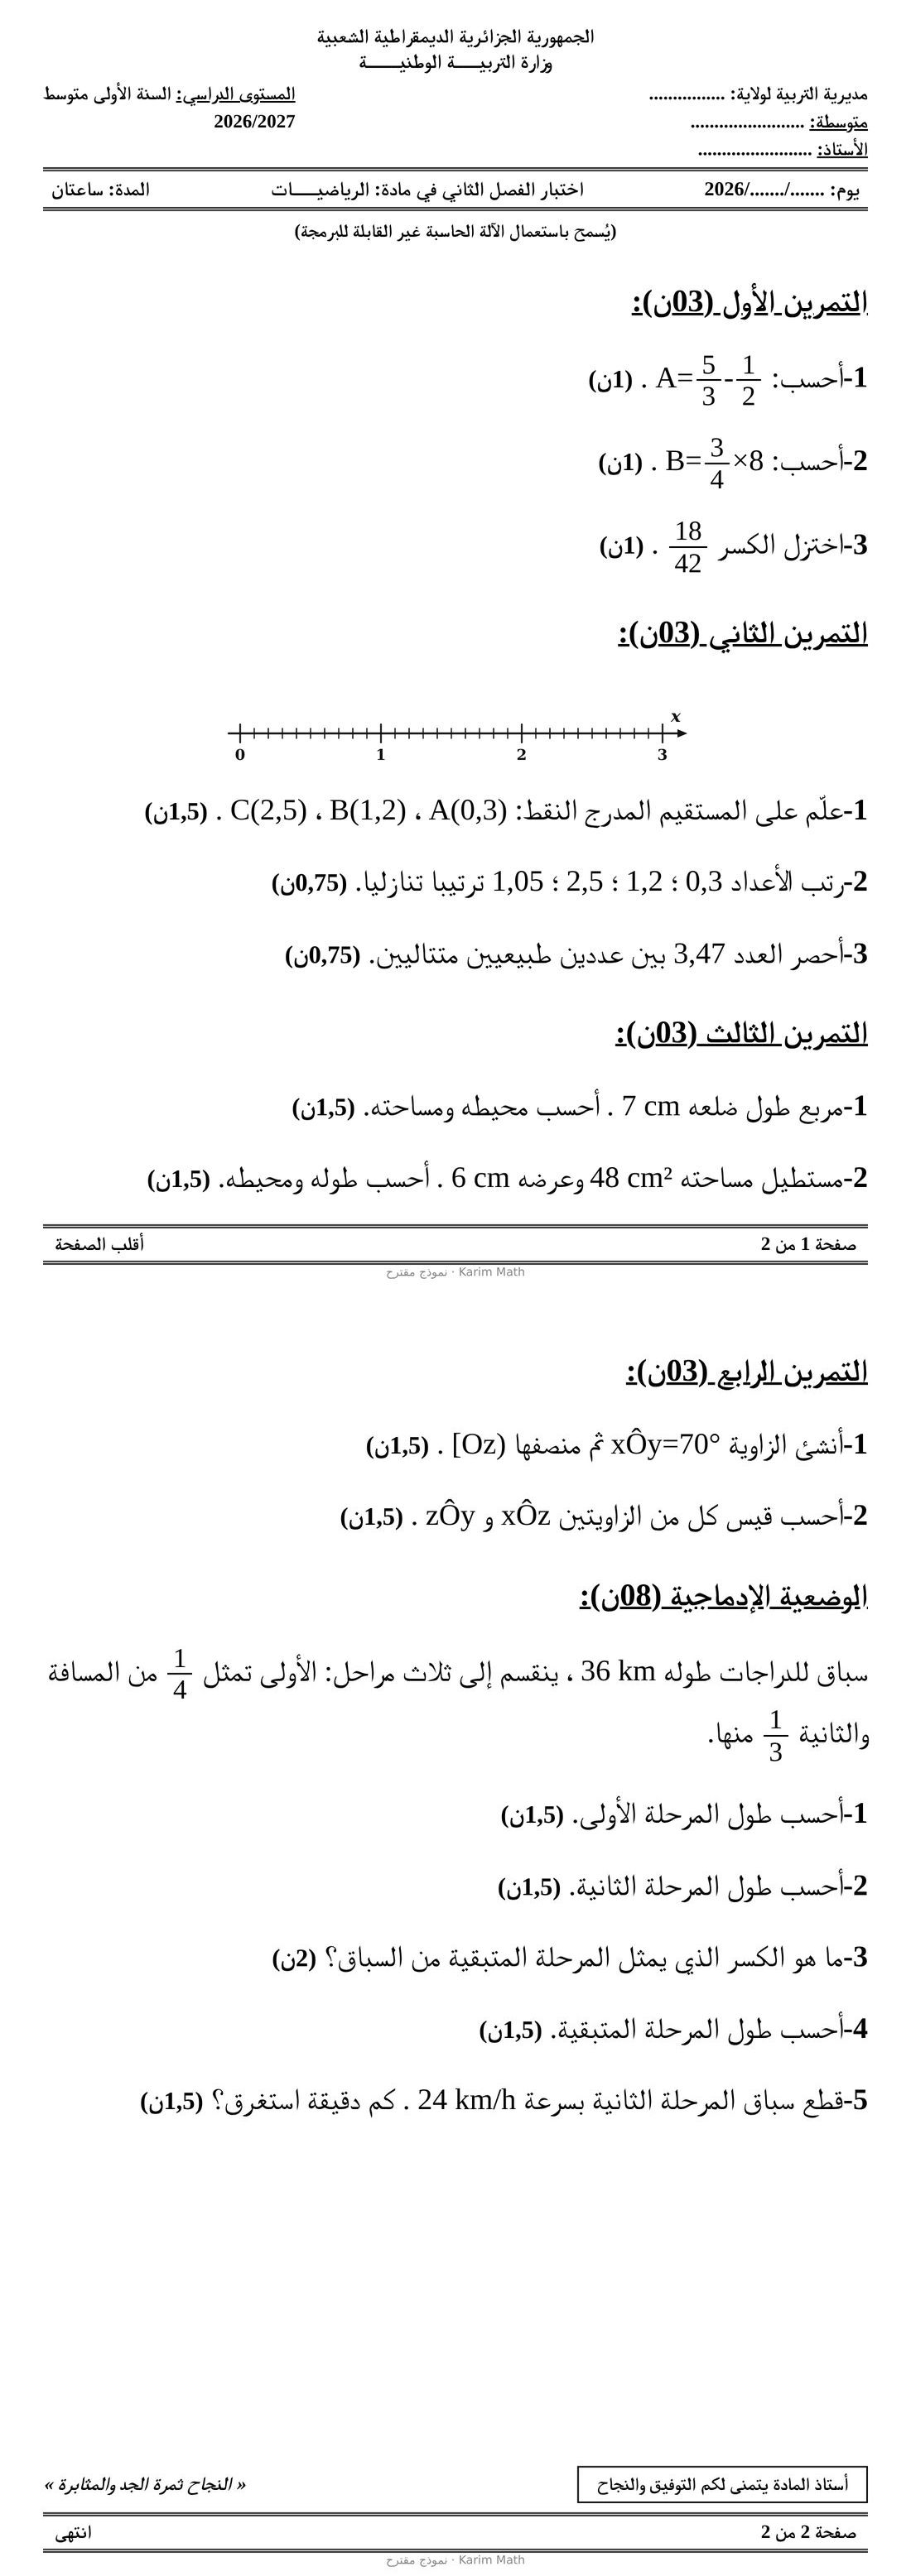 الجمهورية الجزائرية الديمقراطية الشعبية
وزارة التربيـــــة الوطنيـــــــة
مديرية التربية لولاية: ................
المستوى الدراسي: السنة الأولى متوسط
متوسطة: ........................
2026/2027
الأستاذ: ........................
يوم: ......./......./2026
اختبار الفصل الثاني في مادة: الرياضيـــــات
المدة: ساعتان
(يُسمح باستعمال الآلة الحاسبة غير القابلة للبرمجة)
التمرين الأول (03ن):
1-أحسب: A=5/3-1/2 . (1ن)
2-أحسب: B=3/4×8 . (1ن)
3-اختزل الكسر 18/42 . (1ن)
التمرين الثاني (03ن):
x
0 1 2 3
1-علّم على المستقيم المدرج النقط: A(0,3) ، B(1,2) ، C(2,5) . (1,5ن)
2-رتب الأعداد 0,3 ؛ 1,2 ؛ 2,5 ؛ 1,05 ترتيبا تنازليا. (0,75ن)
3-أحصر العدد 3,47 بين عددين طبيعيين متتاليين. (0,75ن)
التمرين الثالث (03ن):
1-مربع طول ضلعه 7 cm . أحسب محيطه ومساحته. (1,5ن)
2-مستطيل مساحته 48 cm² وعرضه 6 cm . أحسب طوله ومحيطه. (1,5ن)
صفحة 1 من 2
أقلب الصفحة
Karim Math · نموذج مقترح
التمرين الرابع (03ن):
1-أنشئ الزاوية xÔy=70° ثم منصفها [Oz) . (1,5ن)
2-أحسب قيس كل من الزاويتين xÔz و zÔy . (1,5ن)
الوضعية الإدماجية (08ن):
سباق للدراجات طوله 36 km ، ينقسم إلى ثلاث مراحل: الأولى تمثل 1/4 من المسافة
والثانية 1/3 منها.
1-أحسب طول المرحلة الأولى. (1,5ن)
2-أحسب طول المرحلة الثانية. (1,5ن)
3-ما هو الكسر الذي يمثل المرحلة المتبقية من السباق؟ (2ن)
4-أحسب طول المرحلة المتبقية. (1,5ن)
5-قطع سباق المرحلة الثانية بسرعة 24 km/h . كم دقيقة استغرق؟ (1,5ن)
أستاذ المادة يتمنى لكم التوفيق والنجاح
« النجاح ثمرة الجد والمثابرة »
صفحة 2 من 2
انتهى
Karim Math · نموذج مقترح